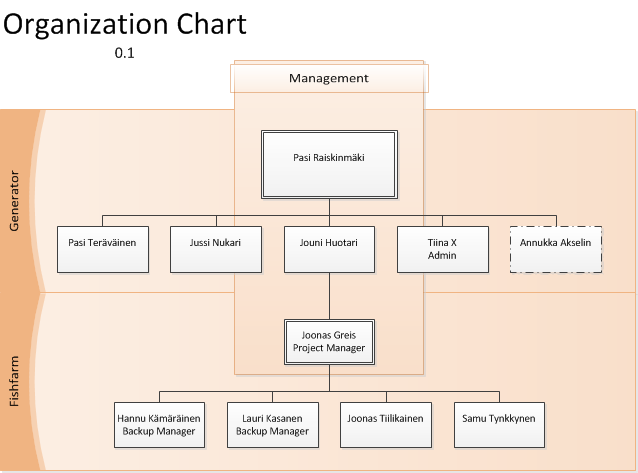 Organization Chart
0.1
Management
Generator
Pasi Raiskinmäki
Pasi Teräväinen
Jussi Nukari
Jouni Huotari
Tiina X
Admin
Annukka Akselin
Fishfarm
Joonas Greis
Project Manager
Hannu Kämäräinen
Backup Manager
Lauri Kasanen
Backup Manager
Joonas Tiilikainen
Samu Tynkkynen